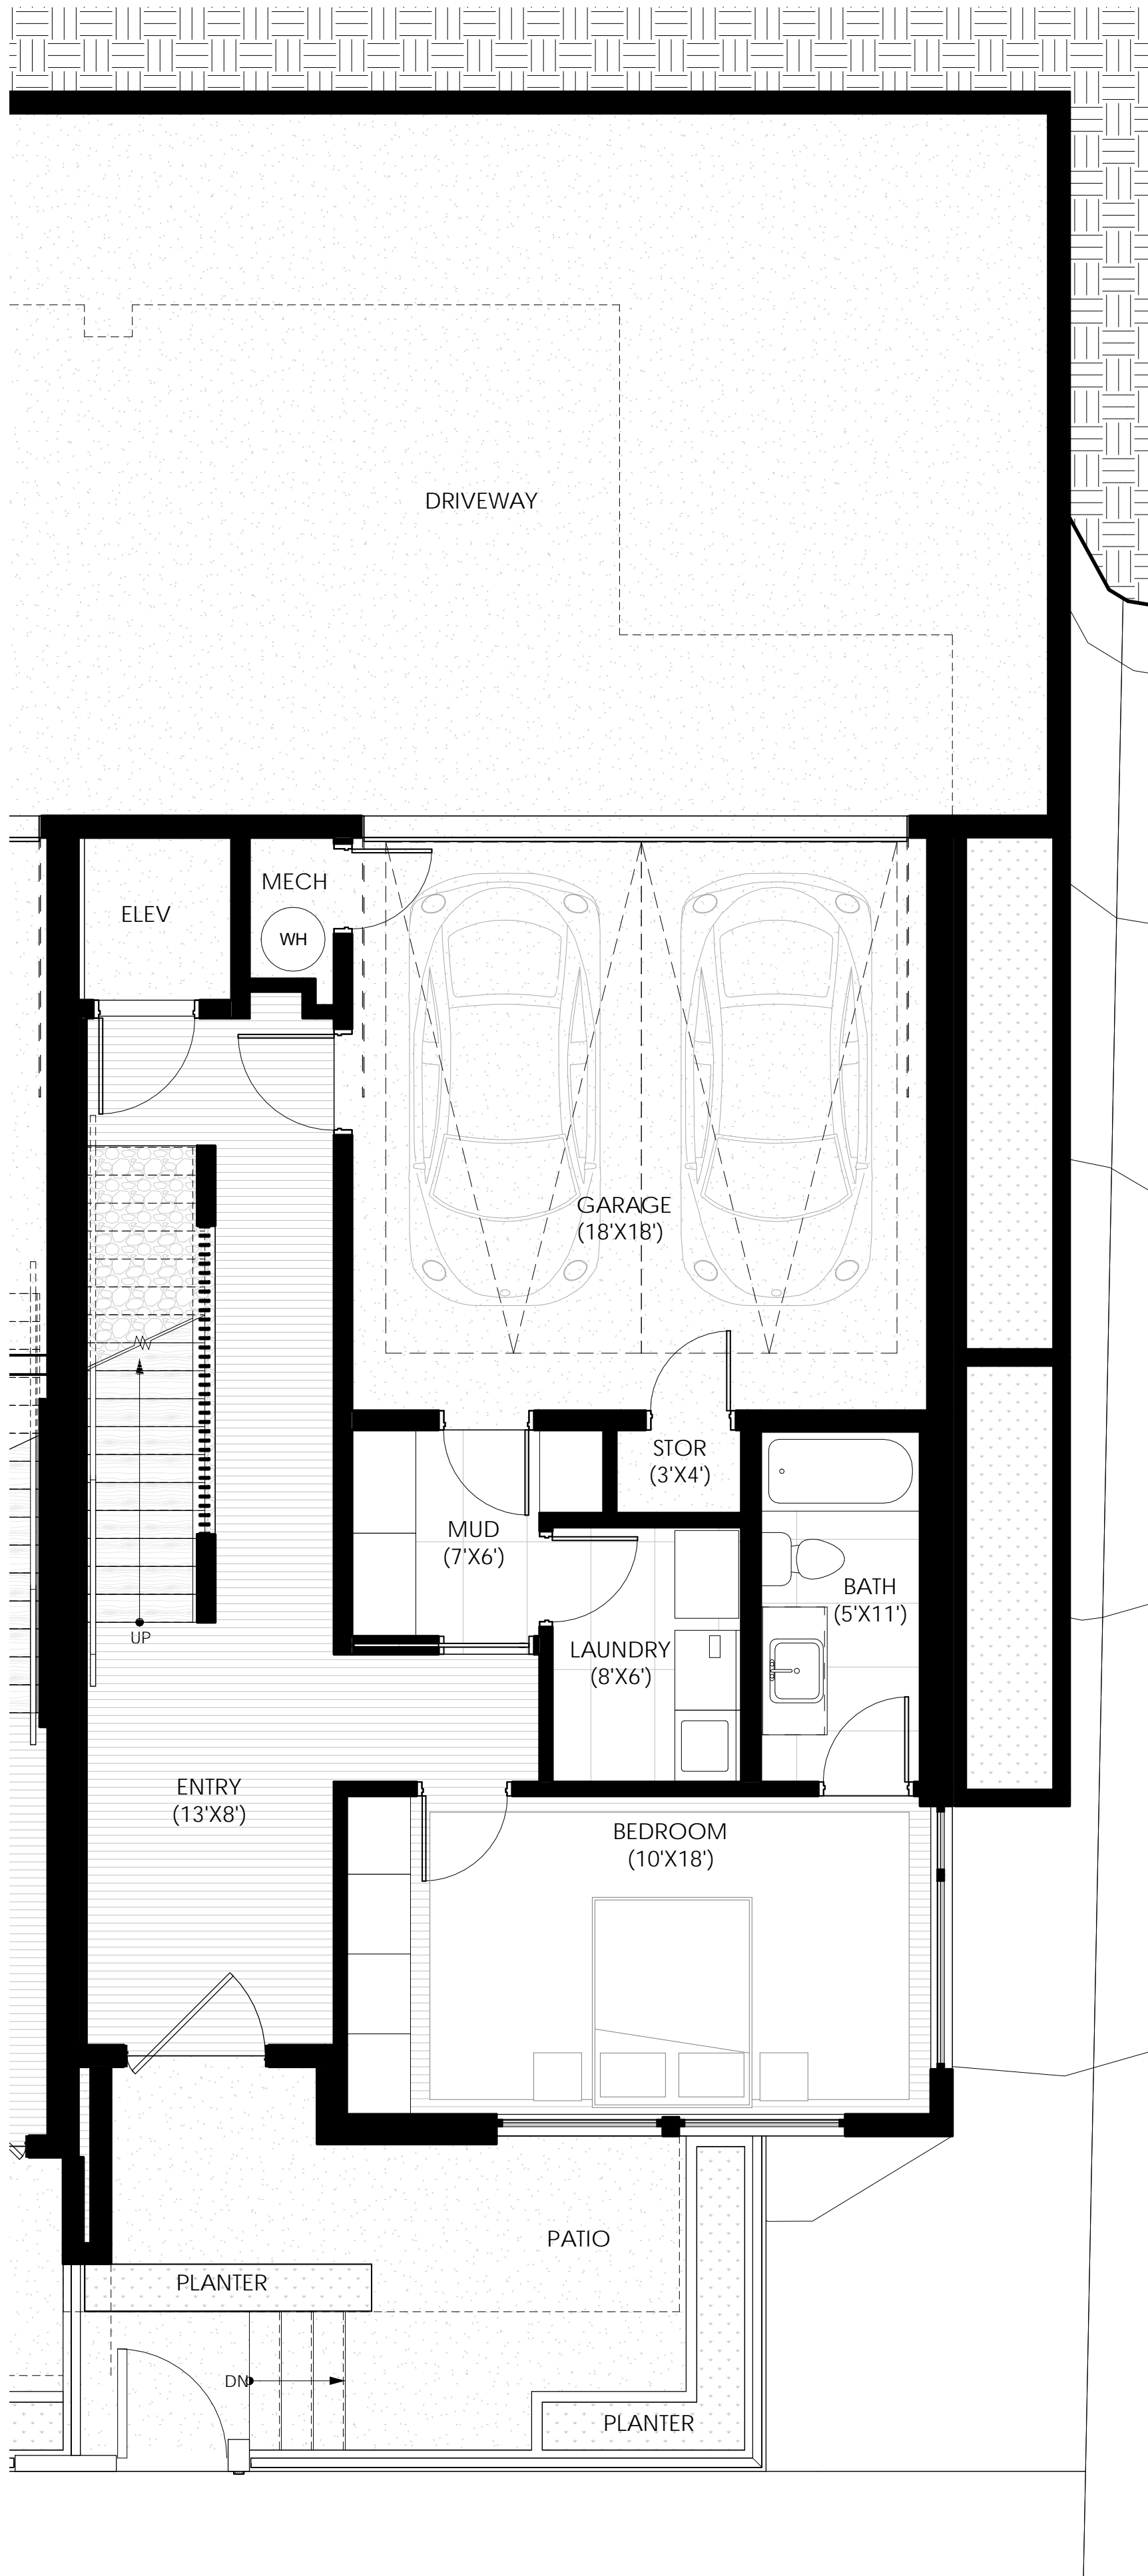 DRIVEWAY
MECH
ELEV
WH
GARAGE
(18'X18')
STOR
(3'X4')
MUD
(7'X6')
BATH
(5'X11')
UP
LAUNDRY
(8'X6')
ENTRY
(13'X8')
BEDROOM
(10'X18')
PATIO
PLANTER
DN
PLANTER